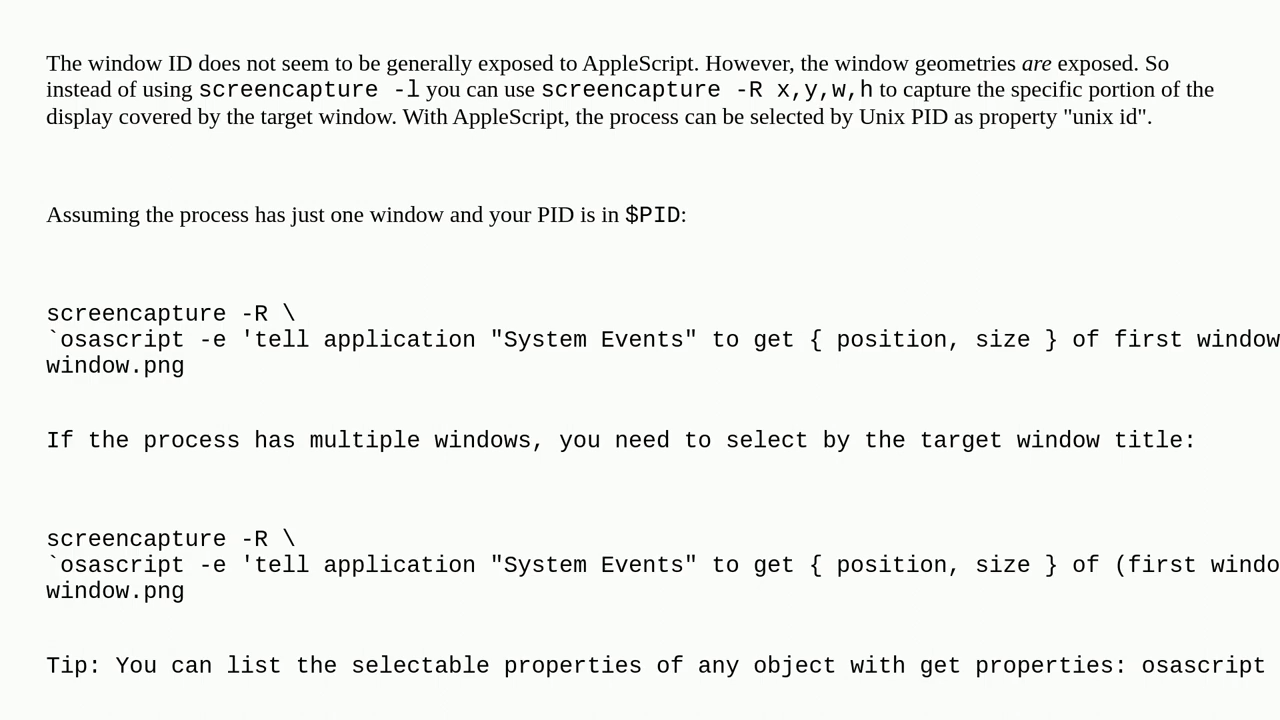 The window ID does not seem to be generally exposed to AppleScript. However, the window geometries are exposed. So
instead of using screencapture -l you can use screencapture -R x,y,w,h to capture the specific portion of the
display covered by the target window. With AppleScript, the process can be selected by Unix PID as property "unix id".
Assuming the process has just one window and your PID is in $PID:
screencapture -R \
`osascript -e 'tell application "System Events" to get { position, size } of first window
window.png
If the process has multiple windows, you need to select by the target window title:
screencapture -R \
`osascript -e 'tell application "System Events" to get { position, size } of (first windo
window.png
Tip: You can list the selectable properties of any object with get properties: osascript